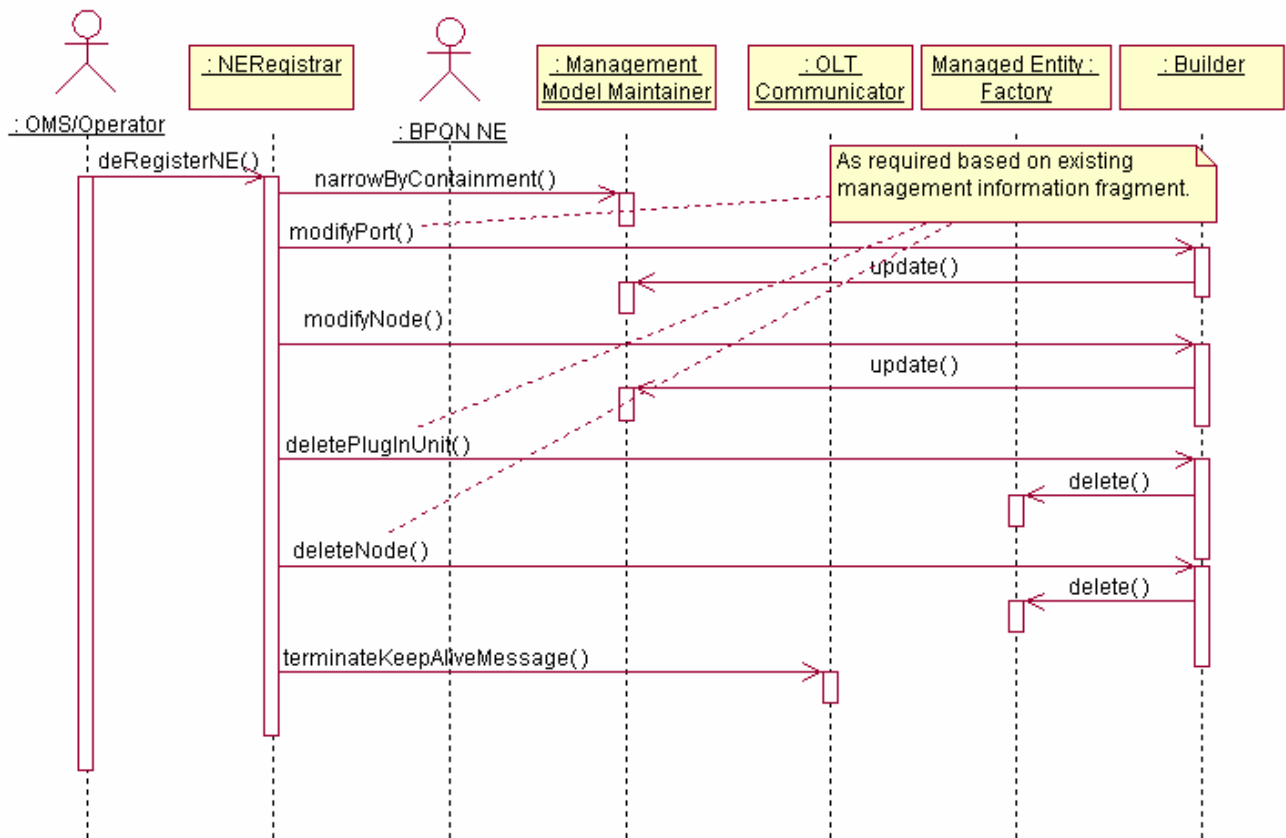 : OMS/Operator
: NERegistrar
: BPON NE
: Management
Model Maintainer
: OLT
Communicator
Managed Entity :
Factory
: Builder
As required based on existing
management information fragment.
deRegisterNE()
narrowByContainment()
modifyPort()
update()
modifyNode()
update()
deletePlugInUnit()
delete()
deleteNode()
delete()
terminateKeepAliveMessage()